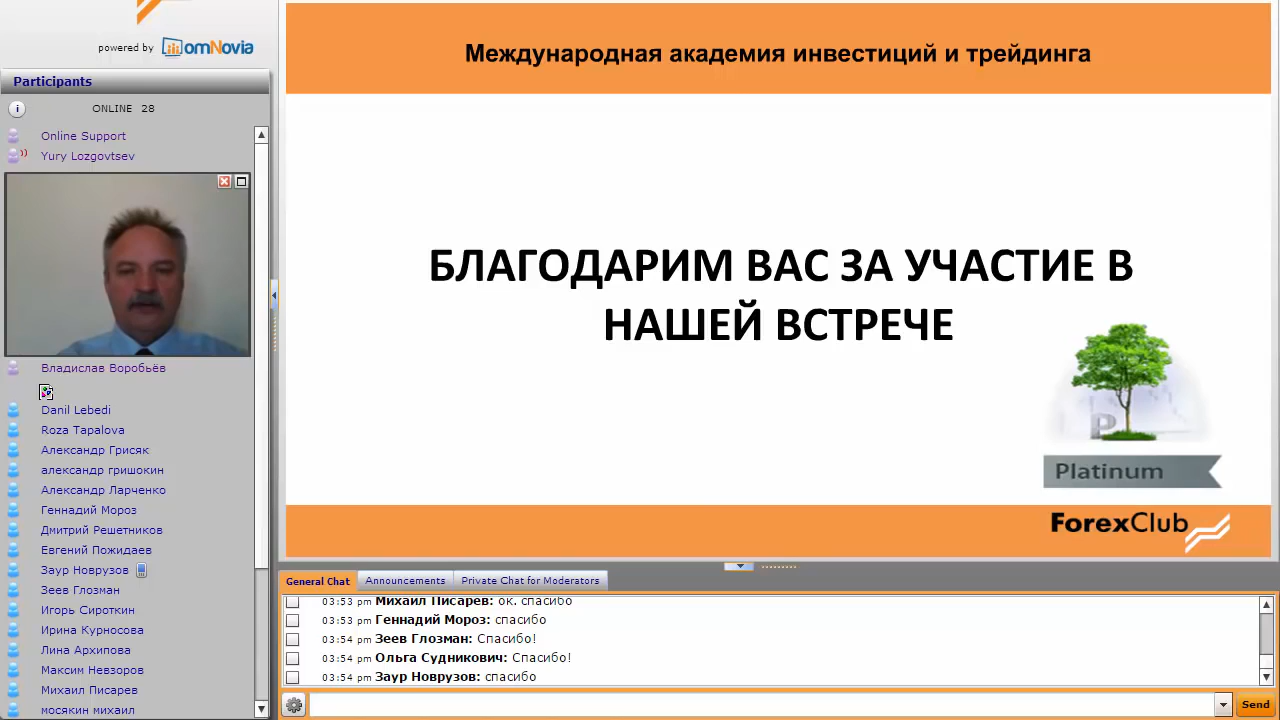 powered by omNovia
Participants
ONLINE 28
Online Support
Yury Lozgovtsev
Владислав Воробьёв
Danil Lebedi
Roza Tapalova
Александр Грисяк
александр гришокин
Александр Ларченко
Геннадий Мороз
Дмитрий Решетников
Евгений Пожидаев
Заур Новрузов
Зеев Глозман
Игорь Сироткин
Ирина Курносова
Лина Архипова
Максим Невзоров
Михаил Писарев
мосякин михаил
Международная академия инвестиций и трейдинга
БЛАГОДАРИМ ВАС ЗА УЧАСТИЕ В
НАШЕЙ ВСТРЕЧЕ
P
Platinum
ForexClub
General Chat Announcements Private Chat for Moderators
03:53 pm Михаил Писарев: ок. спасибо
03:53 pm Геннадий Мороз: спасибо
03:54 pm Зеев Глозман: Спасибо!
03:54 pm Ольга Судникович: Спасибо!
03:54 pm Заур Новрузов: спасибо
Send